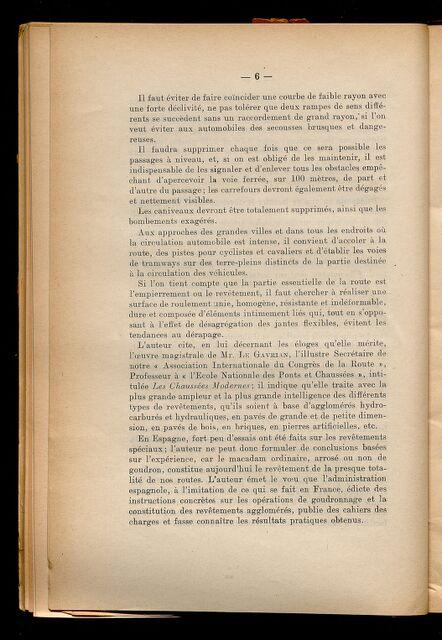 — 6 —
Il faut éviter de faire coïncider une courbe de faible rayon avec
une forte déclivité, ne pas tolérer que deux rampes de sens diffé-
rents se succèdent sans un raccordement de grand rayon, si l'on
veut éviter aux automobiles des secousses brusques et dange-
reuses.
Il faudra supprimer chaque fois que ce sera possible les
passages à niveau, et, si on est obligé de les maintenir, il est
indispensable de les signaler et d'enlever tous les obstacles empê-
chant d'apercevoir la voie ferrée, sur 100 mètres, de part et
d'autre du passage ; les carrefours devront également être dégagés
et nettement visibles.
Les caniveaux devront être totalement supprimés, ainsi que les
bombements exagérés.
Aux approches des grandes villes et dans tous les endroits où
la circulation automobile est intense, il convient d'accoler à la
route, des pistes pour cyclistes et cavaliers et d'établir les voies
de tramways sur des terre-pleins distincts de la partie destinée
à la circulation des véhicules.
Si l'on tient compte que la partie essentielle de la route est
l'empierrement ou le revêtement, il faut chercher à réaliser une
surface de roulement unie, homogène, résistante et indéformable,
dure et composée d'éléments intimement liés qui, tout en s'oppo-
sant à l'effet de désagrégation des jantes flexibles, évitent les
tendances au dérapage.
L'auteur cite, en lui décernant les éloges qu'elle mérite,
l'œuvre magistrale de Mr. Le Gavrian, l'illustre Secrétaire de
notre « Association Internationale du Congrès de la Route »,
Professeur à « l'Ecole Nationale des Ponts et Chaussées », inti-
tulée Les Chaussées Modernes ; il indique qu'elle traite avec la
plus grande ampleur et la plus grande intelligence des différents
types de revêtements, qu'ils soient à base d'agglomérés hydro-
carburés et hydrauliques, en pavés de grande et de petite dimen-
sion, en pavés de bois, en briques, en pierres artificielles, etc.
En Espagne, fort peu d'essais ont été faits sur les revêtements
spéciaux ; l'auteur ne peut donc formuler de conclusions basées
sur l'expérience, car le macadam ordinaire, arrosé ou non de
goudron, constitue aujourd'hui le revêtement de la presque tota-
lité de nos routes. L'auteur émet le vœu que l'administration
espagnole, à l'imitation de ce qui se fait en France, édicte des
instructions concrètes sur les opérations de goudronnage et la
constitution des revêtements agglomérés, publie des cahiers des
charges et fasse connaître les résultats pratiques obtenus.